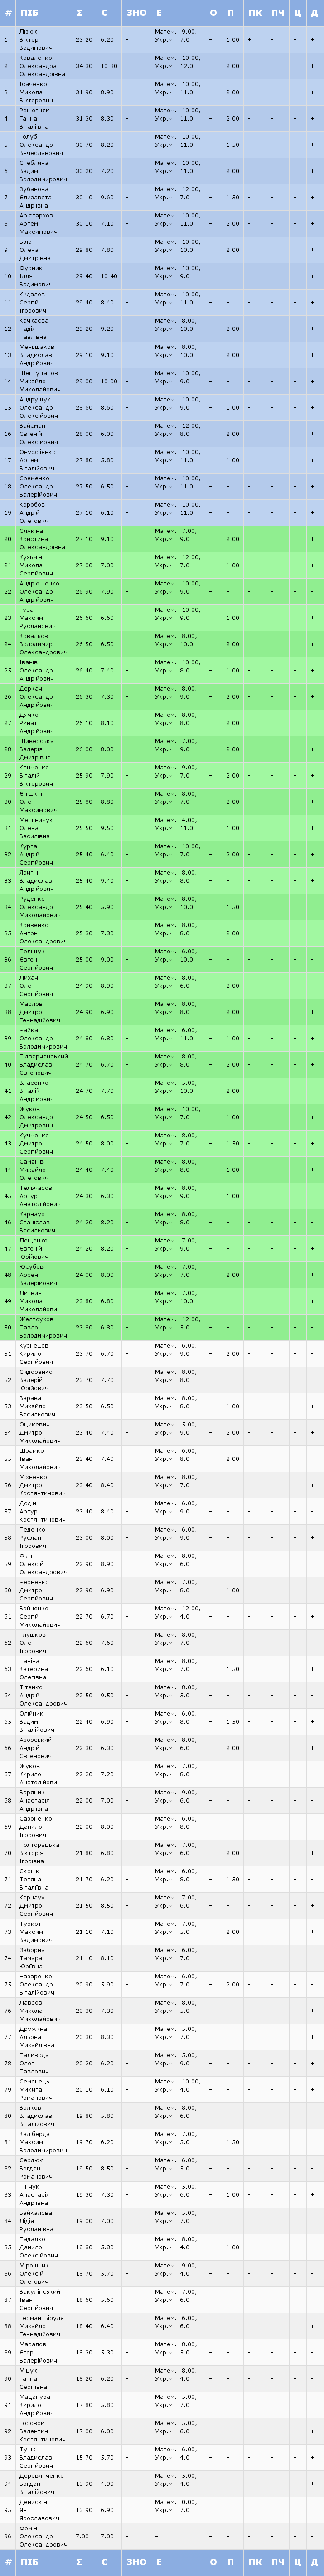 # ПІБ Σ С ЗНО Е О П ПК ПЧ Ц Д
1 Лізюк Віктор Вадимович 23.20 6.20 – Матем.: 9.00, Укр.м.: 7.0 – 1.00 + – – +
2 Коваленко Олександра Олександрівна 34.30 10.30 – Матем.: 10.00, Укр.м.: 12.0 – 2.00 – – – +
3 Ісаченко Микола Вікторович 31.90 8.90 – Матем.: 10.00, Укр.м.: 11.0 – 2.00 – – – +
4 Решетняк Ганна Віталіївна 31.30 8.30 – Матем.: 10.00, Укр.м.: 11.0 – 2.00 – – – +
5 Голуб Олександр Вячеславович 30.70 8.20 – Матем.: 10.00, Укр.м.: 11.0 – 1.50 – – – +
6 Стеблина Вадим Володимирович 30.20 7.20 – Матем.: 10.00, Укр.м.: 11.0 – 2.00 – – – +
7 Зубанова Єлизавета Андріївна 30.10 9.60 – Матем.: 12.00, Укр.м.: 7.0 – 1.50 – – – +
8 Арістархов Артем Максимович 30.10 7.10 – Матем.: 10.00, Укр.м.: 11.0 – 2.00 – – – +
9 Біла Олена Дмитрівна 29.80 7.80 – Матем.: 10.00, Укр.м.: 10.0 – 2.00 – – – +
10 Фурник Ілля Вадимович 29.40 10.40 – Матем.: 10.00, Укр.м.: 9.0 – – – – – +
11 Кидалов Сергій Ігорович 29.40 8.40 – Матем.: 10.00, Укр.м.: 11.0 – – – – – +
12 Качкаєва Надія Павлівна 29.20 9.20 – Матем.: 8.00, Укр.м.: 10.0 – 2.00 – – – +
13 Меньшаков Владислав Андрійович 29.10 9.10 – Матем.: 8.00, Укр.м.: 10.0 – 2.00 – – – +
14 Шептуцалов Михайло Миколайович 29.00 10.00 – Матем.: 10.00, Укр.м.: 9.0 – – – – – +
15 Андрущук Олександр Олексійович 28.60 8.60 – Матем.: 10.00, Укр.м.: 9.0 – 1.00 – – – +
16 Вайсман Євгеній Олексійович 28.00 6.00 – Матем.: 12.00, Укр.м.: 8.0 – 2.00 – – – +
17 Онуфрієнко Артем Віталійович 27.80 5.80 – Матем.: 10.00, Укр.м.: 11.0 – 1.00 – – – +
18 Єременко Олександр Валерійович 27.50 6.50 – Матем.: 10.00, Укр.м.: 11.0 – – – – – +
19 Коробов Андрій Олегович 27.10 6.10 – Матем.: 10.00, Укр.м.: 11.0 – – – – – +
20 Єлякіна Кристина Олександрівна 27.10 9.10 – Матем.: 7.00, Укр.м.: 9.0 – 2.00 – – – +
21 Кузьмін Микола Сергійович 27.00 7.00 – Матем.: 12.00, Укр.м.: 7.0 – 1.00 – – – +
22 Андрющенко Олександр Андрійович 26.90 7.90 – Матем.: 10.00, Укр.м.: 9.0 – – – – – +
23 Гура Максим Русланович 26.60 6.60 – Матем.: 10.00, Укр.м.: 9.0 – 1.00 – – – +
24 Ковальов Володимир Олександрович 26.50 6.50 – Матем.: 8.00, Укр.м.: 10.0 – 2.00 – – – +
25 Іванів Олександр Андрійович 26.40 7.40 – Матем.: 10.00, Укр.м.: 8.0 – 1.00 – – – +
26 Деркач Олександр Андрійович 26.30 7.30 – Матем.: 8.00, Укр.м.: 9.0 – 2.00 – – – +
27 Дячко Ринат Андрійович 26.10 8.10 – Матем.: 8.00, Укр.м.: 8.0 – 2.00 – – – –
28 Шиверська Валерія Дмитрівна 26.00 8.00 – Матем.: 7.00, Укр.м.: 9.0 – 2.00 – – – +
29 Клименко Віталій Вікторович 25.90 7.90 – Матем.: 9.00, Укр.м.: 7.0 – 2.00 – – – +
30 Єпішкін Олег Максимович 25.80 8.80 – Матем.: 8.00, Укр.м.: 7.0 – 2.00 – – – +
31 Мельничук Олена Василівна 25.50 9.50 – Матем.: 4.00, Укр.м.: 11.0 – 1.00 – – – +
32 Курта Андрій Сергійович 25.40 6.40 – Матем.: 10.00, Укр.м.: 7.0 – 2.00 – – – +
33 Яригін Владислав Андрійович 25.40 9.40 – Матем.: 8.00, Укр.м.: 8.0 – – – – – +
34 Руденко Олександр Миколайович 25.40 5.90 – Матем.: 8.00, Укр.м.: 10.0 – 1.50 – – – –
35 Кривенко Антон Олександрович 25.30 7.30 – Матем.: 8.00, Укр.м.: 8.0 – 2.00 – – – –
36 Поліщук Євген Сергійович 25.00 9.00 – Матем.: 6.00, Укр.м.: 10.0 – – – – – –
37 Лихач Олег Сергійович 24.90 8.90 – Матем.: 8.00, Укр.м.: 6.0 – 2.00 – – – –
38 Маслов Дмитро Геннадійович 24.90 6.90 – Матем.: 8.00, Укр.м.: 8.0 – 2.00 – – – +
39 Чайка Олександр Володимирович 24.80 6.80 – Матем.: 6.00, Укр.м.: 11.0 – 1.00 – – – +
40 Підварчанський Владислав Євгенович 24.70 6.70 – Матем.: 8.00, Укр.м.: 8.0 – 2.00 – – – +
41 Власенко Віталій Андрійович 24.70 7.70 – Матем.: 5.00, Укр.м.: 10.0 – 2.00 – – – –
42 Жуков Олександр Дмитрович 24.50 6.50 – Матем.: 10.00, Укр.м.: 7.0 – 1.00 – – – +
43 Кучменко Дмитро Сергійович 24.50 8.00 – Матем.: 8.00, Укр.м.: 7.0 – 1.50 – – – +
44 Саманів Михайло Олегович 24.40 7.40 – Матем.: 8.00, Укр.м.: 8.0 – 1.00 – – – +
45 Тельчаров Артур Анатолійович 24.30 6.30 – Матем.: 8.00, Укр.м.: 9.0 – 1.00 – – – –
46 Карнаух Станіслав Васильович 24.20 8.20 – Матем.: 8.00, Укр.м.: 8.0 – – – – – –
47 Лещенко Євгеній Юрійович 24.20 8.20 – Матем.: 7.00, Укр.м.: 9.0 – – – – – +
48 Юсубов Арсен Валерійович 24.00 8.00 – Матем.: 7.00, Укр.м.: 7.0 – 2.00 – – – +
49 Литвин Микола Миколайович 23.80 6.80 – Матем.: 7.00, Укр.м.: 10.0 – – – – – +
50 Желтоухов Павло Володимирович 23.80 6.80 – Матем.: 12.00, Укр.м.: 5.0 – – – – – +
51 Кузнецов Кирило Сергійович 23.70 6.70 – Матем.: 6.00, Укр.м.: 9.0 – 2.00 – – – –
52 Сидоренко Валерій Юрійович 23.70 7.70 – Матем.: 8.00, Укр.м.: 8.0 – – – – – –
53 Варава Михайло Васильович 23.50 6.50 – Матем.: 8.00, Укр.м.: 8.0 – 1.00 – – – +
54 Оцикевич Дмитро Миколайович 23.40 7.40 – Матем.: 5.00, Укр.м.: 9.0 – 2.00 – – – +
55 Шрамко Іван Миколайович 23.40 7.40 – Матем.: 6.00, Укр.м.: 8.0 – 2.00 – – – –
56 Міхненко Дмитро Костянтинович 23.40 8.40 – Матем.: 8.00, Укр.м.: 7.0 – – – – – +
57 Додін Артур Костянтинович 23.40 8.40 – Матем.: 6.00, Укр.м.: 9.0 – – – – – –
58 Педенко Руслан Ігорович 23.00 8.00 – Матем.: 6.00, Укр.м.: 9.0 – – – – – +
59 Філін Олексій Олександрович 22.90 8.90 – Матем.: 8.00, Укр.м.: 6.0 – – – – – –
60 Черненко Дмитро Сергійович 22.90 6.90 – Матем.: 7.00, Укр.м.: 8.0 – 1.00 – – – –
61 Войченко Сергій Миколайович 22.70 6.70 – Матем.: 12.00, Укр.м.: 4.0 – – – – – +
62 Глушков Олег Ігорович 22.60 7.60 – Матем.: 8.00, Укр.м.: 7.0 – – – – – –
63 Паніна Катерина Олегівна 22.60 6.10 – Матем.: 8.00, Укр.м.: 7.0 – 1.50 – – – +
64 Тітенко Андрій Олександрович 22.50 9.50 – Матем.: 8.00, Укр.м.: 5.0 – – – – – –
65 Олійник Вадим Віталійович 22.40 6.90 – Матем.: 6.00, Укр.м.: 8.0 – 1.50 – – – +
66 Азорський Андрій Євгенович 22.30 6.30 – Матем.: 8.00, Укр.м.: 6.0 – 2.00 – – – +
67 Жуков Кирило Анатолійович 22.20 7.20 – Матем.: 7.00, Укр.м.: 8.0 – – – – – –
68 Варяник Анастасія Андріївна 22.00 7.00 – Матем.: 9.00, Укр.м.: 6.0 – – – – – –
69 Сазоненко Данило Ігорович 22.00 8.00 – Матем.: 6.00, Укр.м.: 8.0 – – – – – –
70 Полторацька Вікторія Ігорівна 21.80 6.80 – Матем.: 7.00, Укр.м.: 6.0 – 2.00 – – – +
71 Скопік Тетяна Віталіївна 21.70 6.20 – Матем.: 6.00, Укр.м.: 8.0 – 1.50 – – – –
72 Карнаух Дмитро Сергійович 21.50 8.50 – Матем.: 7.00, Укр.м.: 6.0 – – – – – +
73 Туркот Максим Вадимович 21.10 7.10 – Матем.: 7.00, Укр.м.: 5.0 – 2.00 – – – +
74 Заборна Тамара Юріївна 21.10 8.10 – Матем.: 6.00, Укр.м.: 7.0 – – – – – –
75 Назаренко Олександр Віталійович 20.90 5.90 – Матем.: 6.00, Укр.м.: 7.0 – 2.00 – – – –
76 Лавров Микола Миколайович 20.30 7.30 – Матем.: 8.00, Укр.м.: 5.0 – – – – – +
77 Дружина Альона Михайлівна 20.30 8.30 – Матем.: 5.00, Укр.м.: 7.0 – – – – – +
78 Паливода Олег Павлович 20.20 6.20 – Матем.: 5.00, Укр.м.: 9.0 – – – – – +
79 Семенець Микита Романович 20.10 6.10 – Матем.: 10.00, Укр.м.: 4.0 – – – – – +
80 Волков Владислав Віталійович 19.80 5.80 – Матем.: 8.00, Укр.м.: 6.0 – – – – – –
81 Каліберда Максим Володимирович 19.70 6.20 – Матем.: 7.00, Укр.м.: 5.0 – 1.50 – – – –
82 Сердюк Богдан Романович 19.50 8.50 – Матем.: 6.00, Укр.м.: 5.0 – – – – – –
83 Пінчук Анастасія Андріївна 19.30 7.30 – Матем.: 5.00, Укр.м.: 6.0 – 1.00 – – – +
84 Байкалова Лідія Русланівна 19.00 7.00 – Матем.: 5.00, Укр.м.: 7.0 – – – – – –
85 Падалко Данило Олексійович 18.80 5.80 – Матем.: 8.00, Укр.м.: 4.0 – 1.00 – – – –
86 Мірошник Олексій Олегович 18.70 5.70 – Матем.: 9.00, Укр.м.: 4.0 – – – – – –
87 Вакулінський Іван Сергійович 18.60 5.60 – Матем.: 7.00, Укр.м.: 6.0 – – – – – –
88 Герман-Біруля Михайло Геннадійович 18.40 6.40 – Матем.: 6.00, Укр.м.: 6.0 – – – – – +
89 Масалов Єгор Валерійович 18.30 5.30 – Матем.: 8.00, Укр.м.: 5.0 – – – – – –
90 Міщук Ганна Сергіївна 18.20 6.20 – Матем.: 8.00, Укр.м.: 4.0 – – – – – –
91 Мацапура Кирило Андрійович 17.80 5.80 – Матем.: 5.00, Укр.м.: 7.0 – – – – – –
92 Горовой Валентин Костянтинович 17.00 6.00 – Матем.: 5.00, Укр.м.: 6.0 – – – – – +
93 Тунік Владислав Сергійович 15.70 5.70 – Матем.: 6.00, Укр.м.: 4.0 – – – – – +
94 Деревянченко Богдан Віталійович 13.90 4.90 – Матем.: 5.00, Укр.м.: 4.0 – – – – – +
95 Денискін Ян Ярославович 13.90 6.90 – Матем.: 0.00, Укр.м.: 7.0 – – – – – –
96 Фомін Олександр Олександрович 7.00 7.00 – – – – – – – –
# ПІБ Σ С ЗНО Е О П ПК ПЧ Ц Д